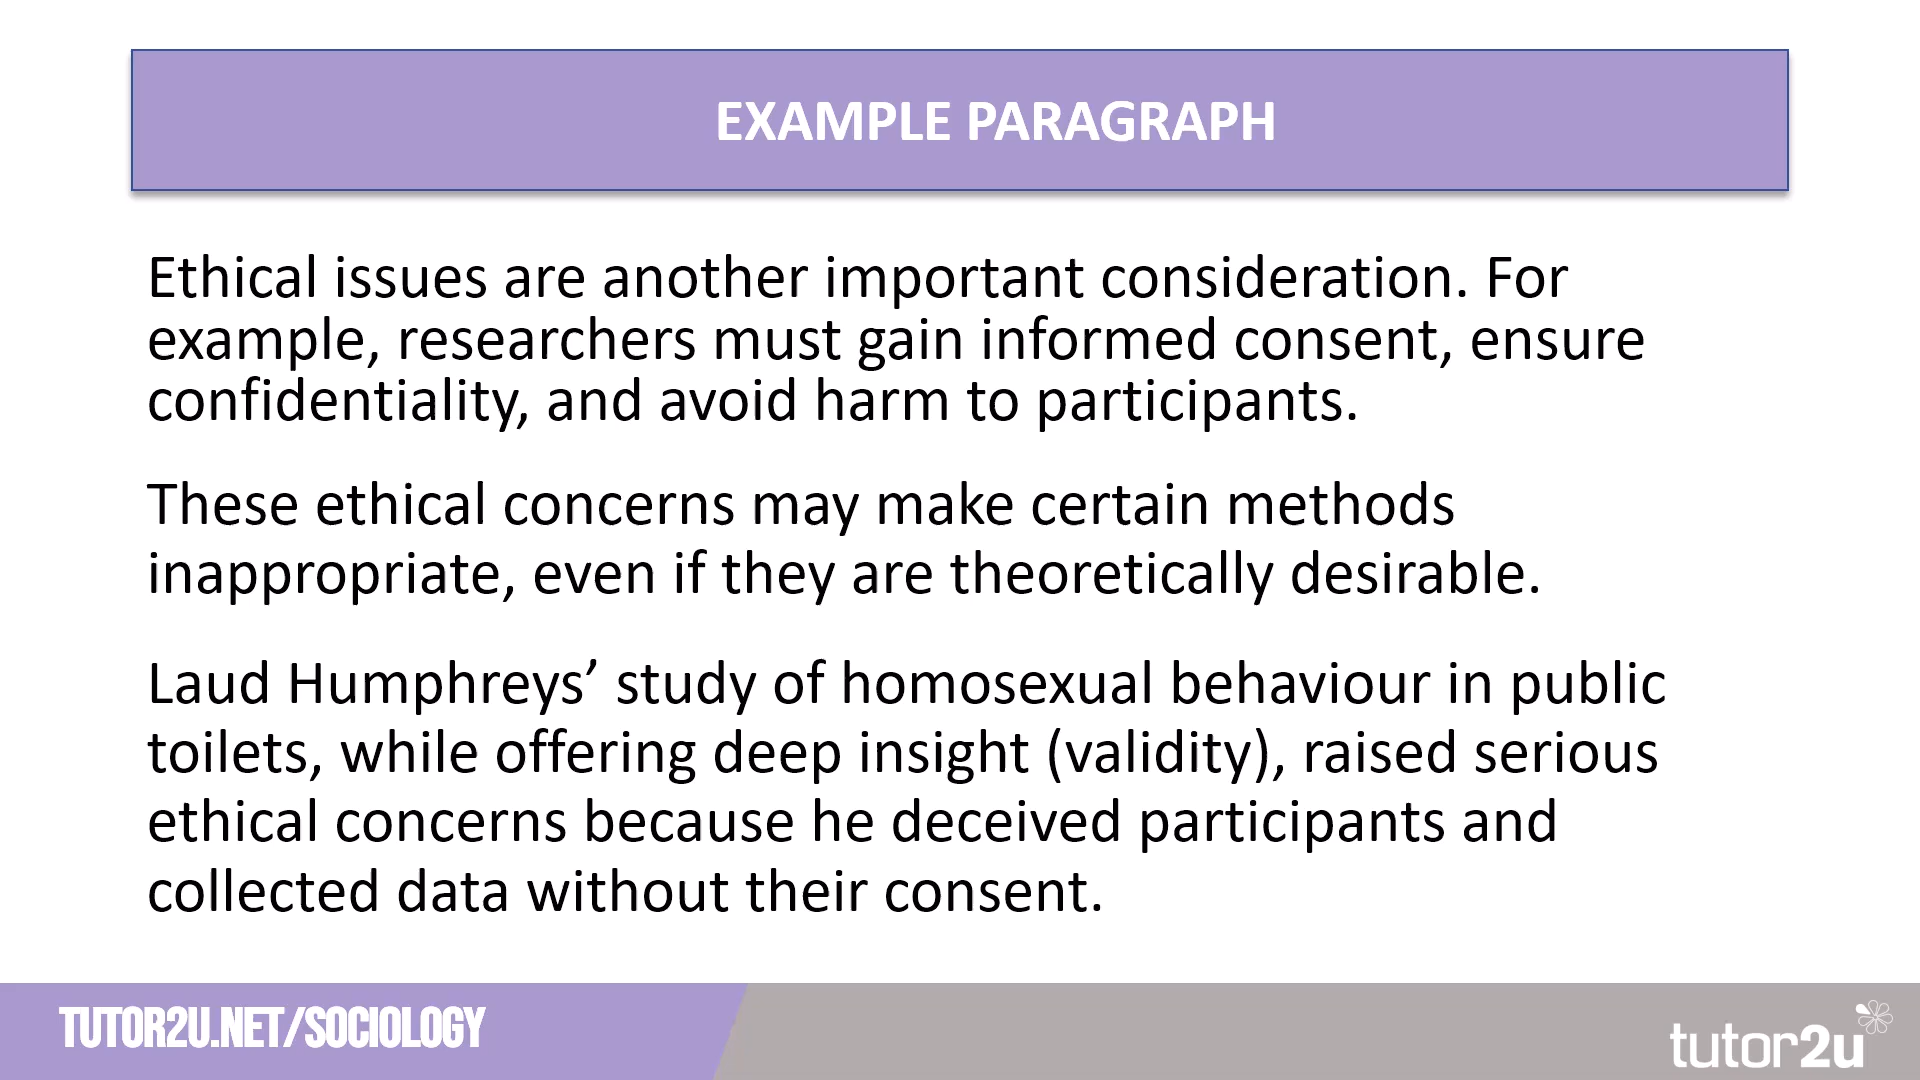 EXAMPLE PARAGRAPH
Ethical issues are another important consideration. For
example, researchers must gain informed consent, ensure
confidentiality, and avoid harm to participants.
These ethical concerns may make certain methods
inappropriate, even if they are theoretically desirable.
Laud Humphreys’ study of homosexual behaviour in public
toilets, while offering deep insight (validity), raised serious
ethical concerns because he deceived participants and
collected data without their consent.
TUTOR2U.NET/SOCIOLOGY
tutor2u